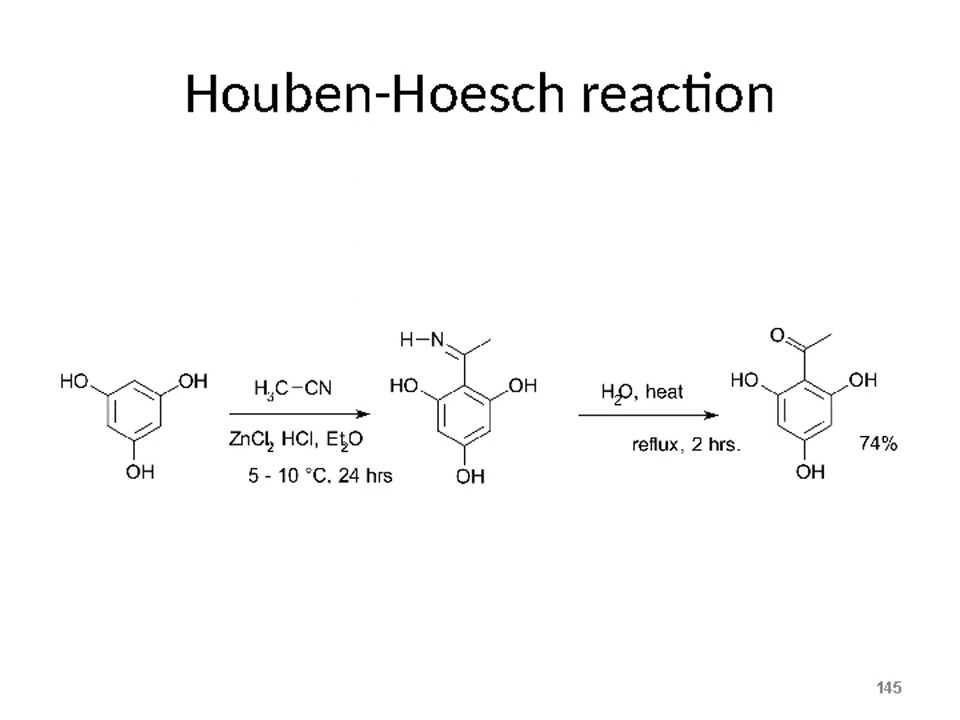 Houben-Hoesch reaction
HO
OH
OH
H₃C-CN
ZnCl₂ HCl, Et₂O
5 - 10 °C, 24 hrs
H-N
HO
OH
OH
H₂O, heat
reflux, 2 hrs.
O
HO
OH
OH
74%
145